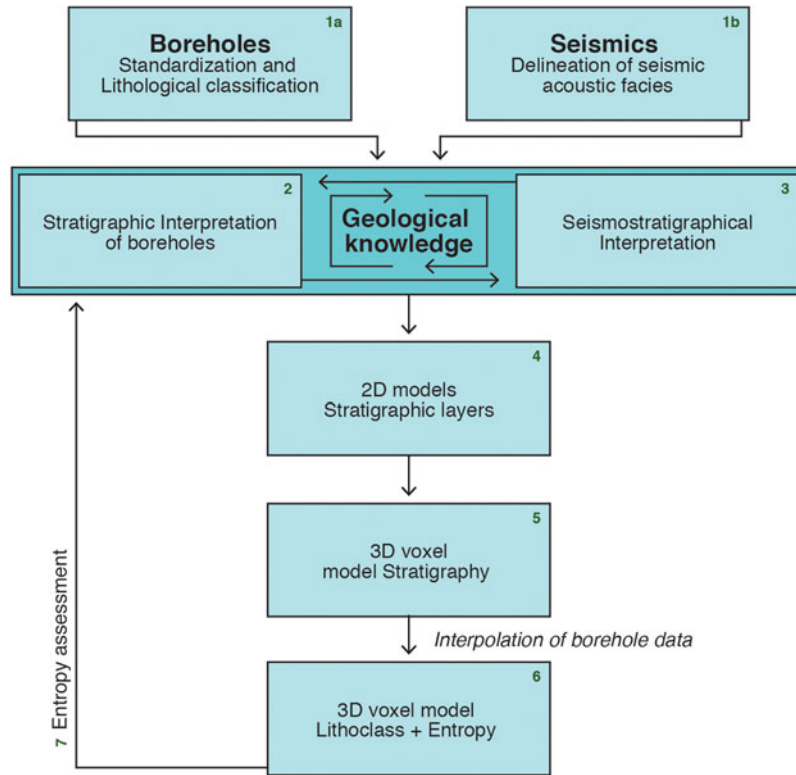 1a
Boreholes
Standardization and
Lithological classification
1b
Seismics
Delineation of seismic
acoustic facies
2
Stratigraphic Interpretation
of boreholes
Geological
knowledge
3
Seismostratigraphical
Interpretation
4
2D models
Stratigraphic layers
5
3D voxel
model Stratigraphy
Interpolation of borehole data
6
3D voxel model
Lithoclass + Entropy
7 Entropy assessment